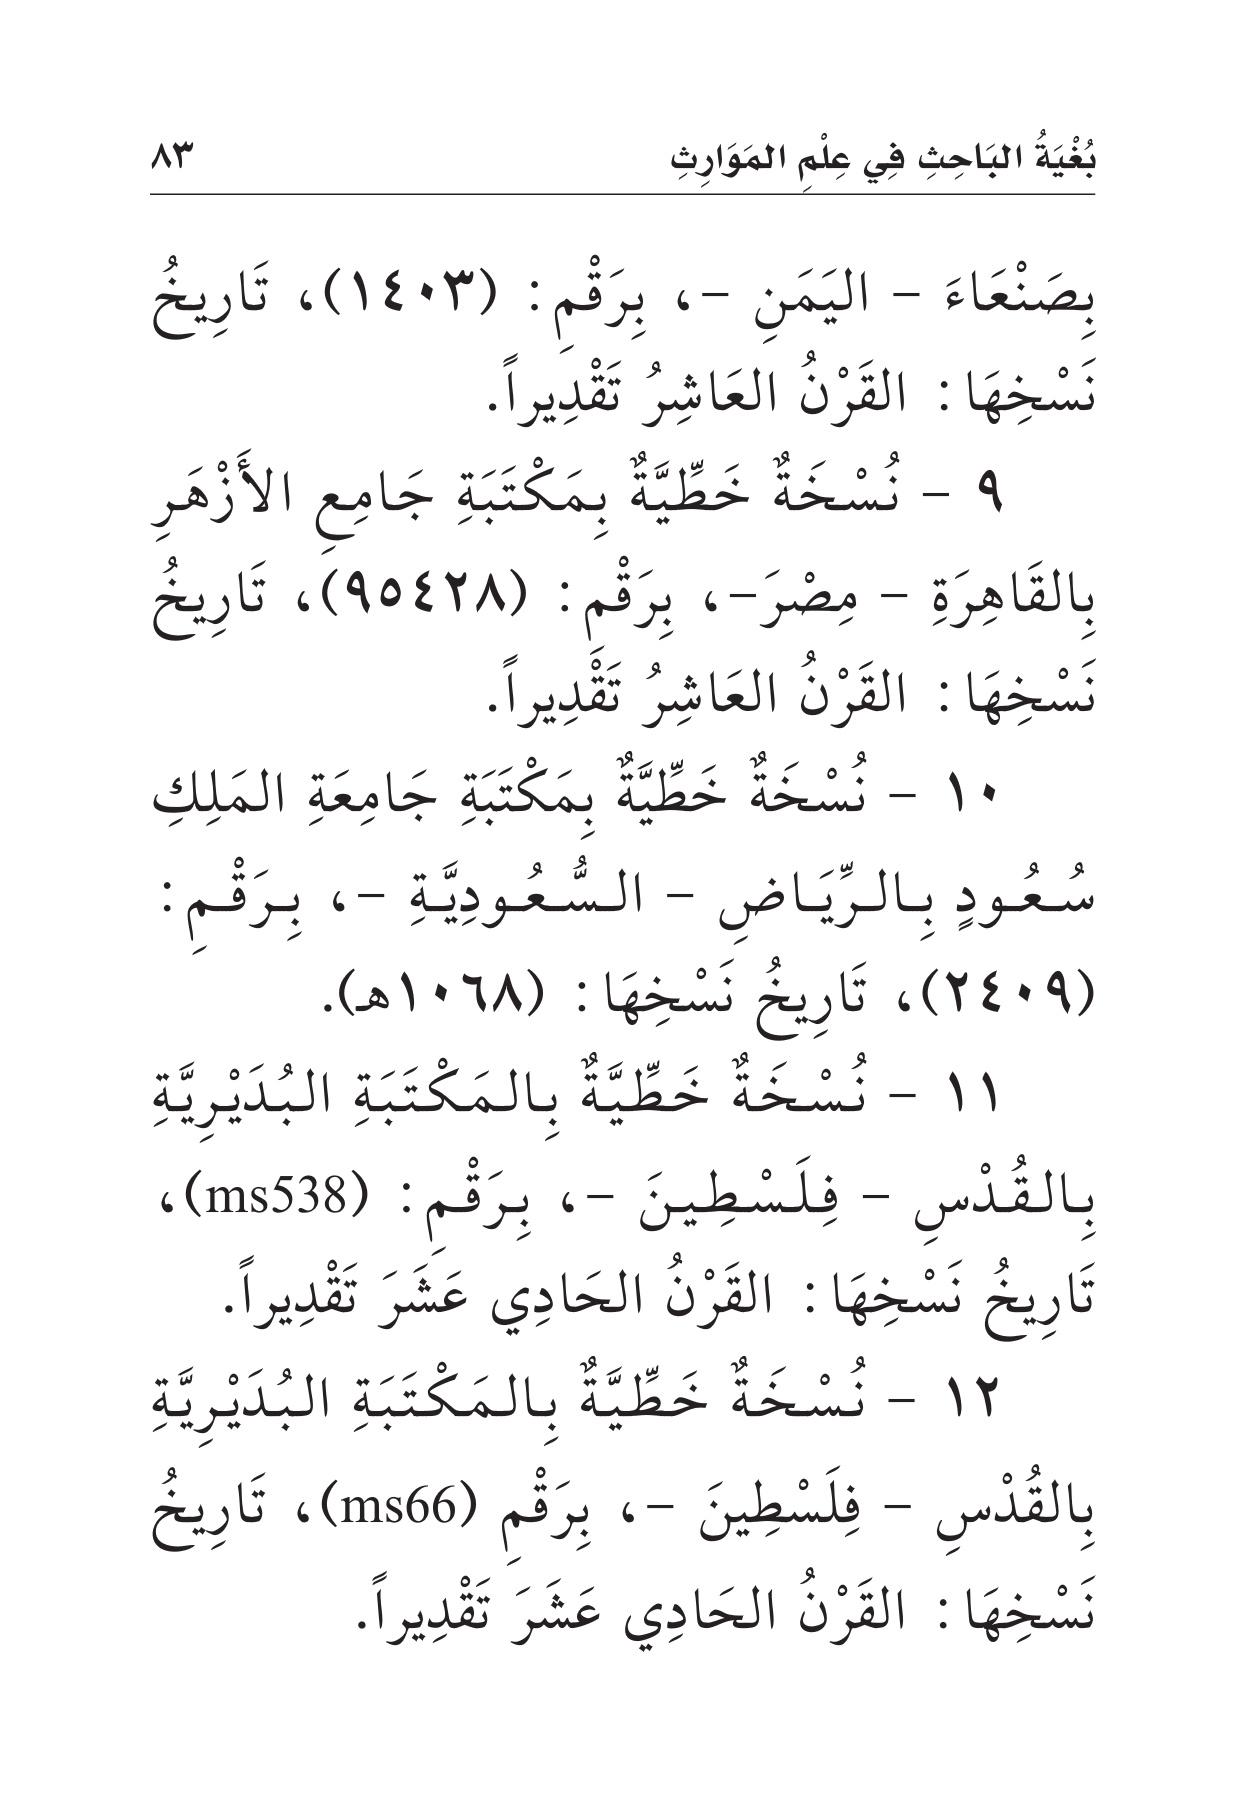 بُغْيَةُ البَاحِثِ فِي عِلْمِ المَوَارِثِ ٨٣
بِصَنْعَاءَ – اليَمَنِ –، بِرَقْمِ: (١٤٠٣)، تَارِيخُ
نَسْخِهَا: القَرْنُ العَاشِرُ تَقْدِيراً.
٩ – نُسْخَةٌ خَطِّيَّةٌ بِمَكْتَبَةِ جَامِعِ الأَزْهَرِ
بِالقَاهِرَةِ – مِصْرَ–، بِرَقْمِ: (٩٥٤٢٨)، تَارِيخُ
نَسْخِهَا: القَرْنُ العَاشِرُ تَقْدِيراً.
١٠ – نُسْخَةٌ خَطِّيَّةٌ بِمَكْتَبَةِ جَامِعَةِ المَلِكِ
سُعُودٍ بِالرِّيَاضِ – السُّعُودِيَّةِ –، بِرَقْمِ:
(٢٤٠٩)، تَارِيخُ نَسْخِهَا: (١٠٦٨هـ).
١١ – نُسْخَةٌ خَطِّيَّةٌ بِالمَكْتَبَةِ البُدَيْرِيَّةِ
بِالقُدْسِ – فِلَسْطِينَ –، بِرَقْمِ: (ms538)،
تَارِيخُ نَسْخِهَا: القَرْنُ الحَادِي عَشَرَ تَقْدِيراً.
١٢ – نُسْخَةٌ خَطِّيَّةٌ بِالمَكْتَبَةِ البُدَيْرِيَّةِ
بِالقُدْسِ – فِلَسْطِينَ –، بِرَقْمِ (ms66)، تَارِيخُ
نَسْخِهَا: القَرْنُ الحَادِي عَشَرَ تَقْدِيراً.